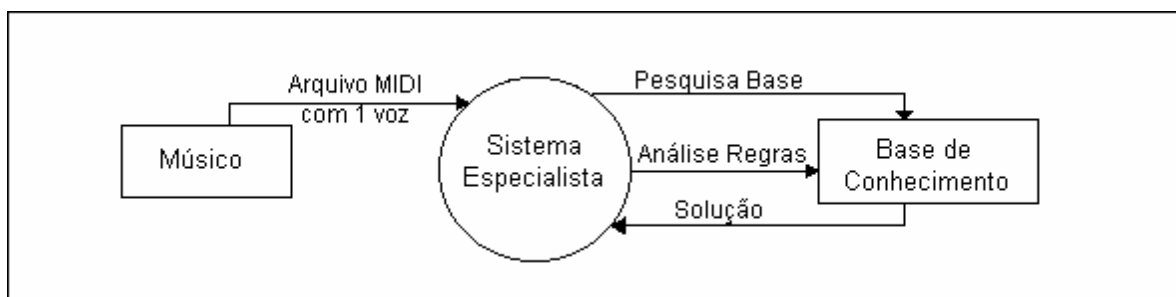 Arquivo MIDI
com 1 voz
Músico
Sistema
Especialista
Pesquisa Base
Análise Regras
Solução
Base de
Conhecimento